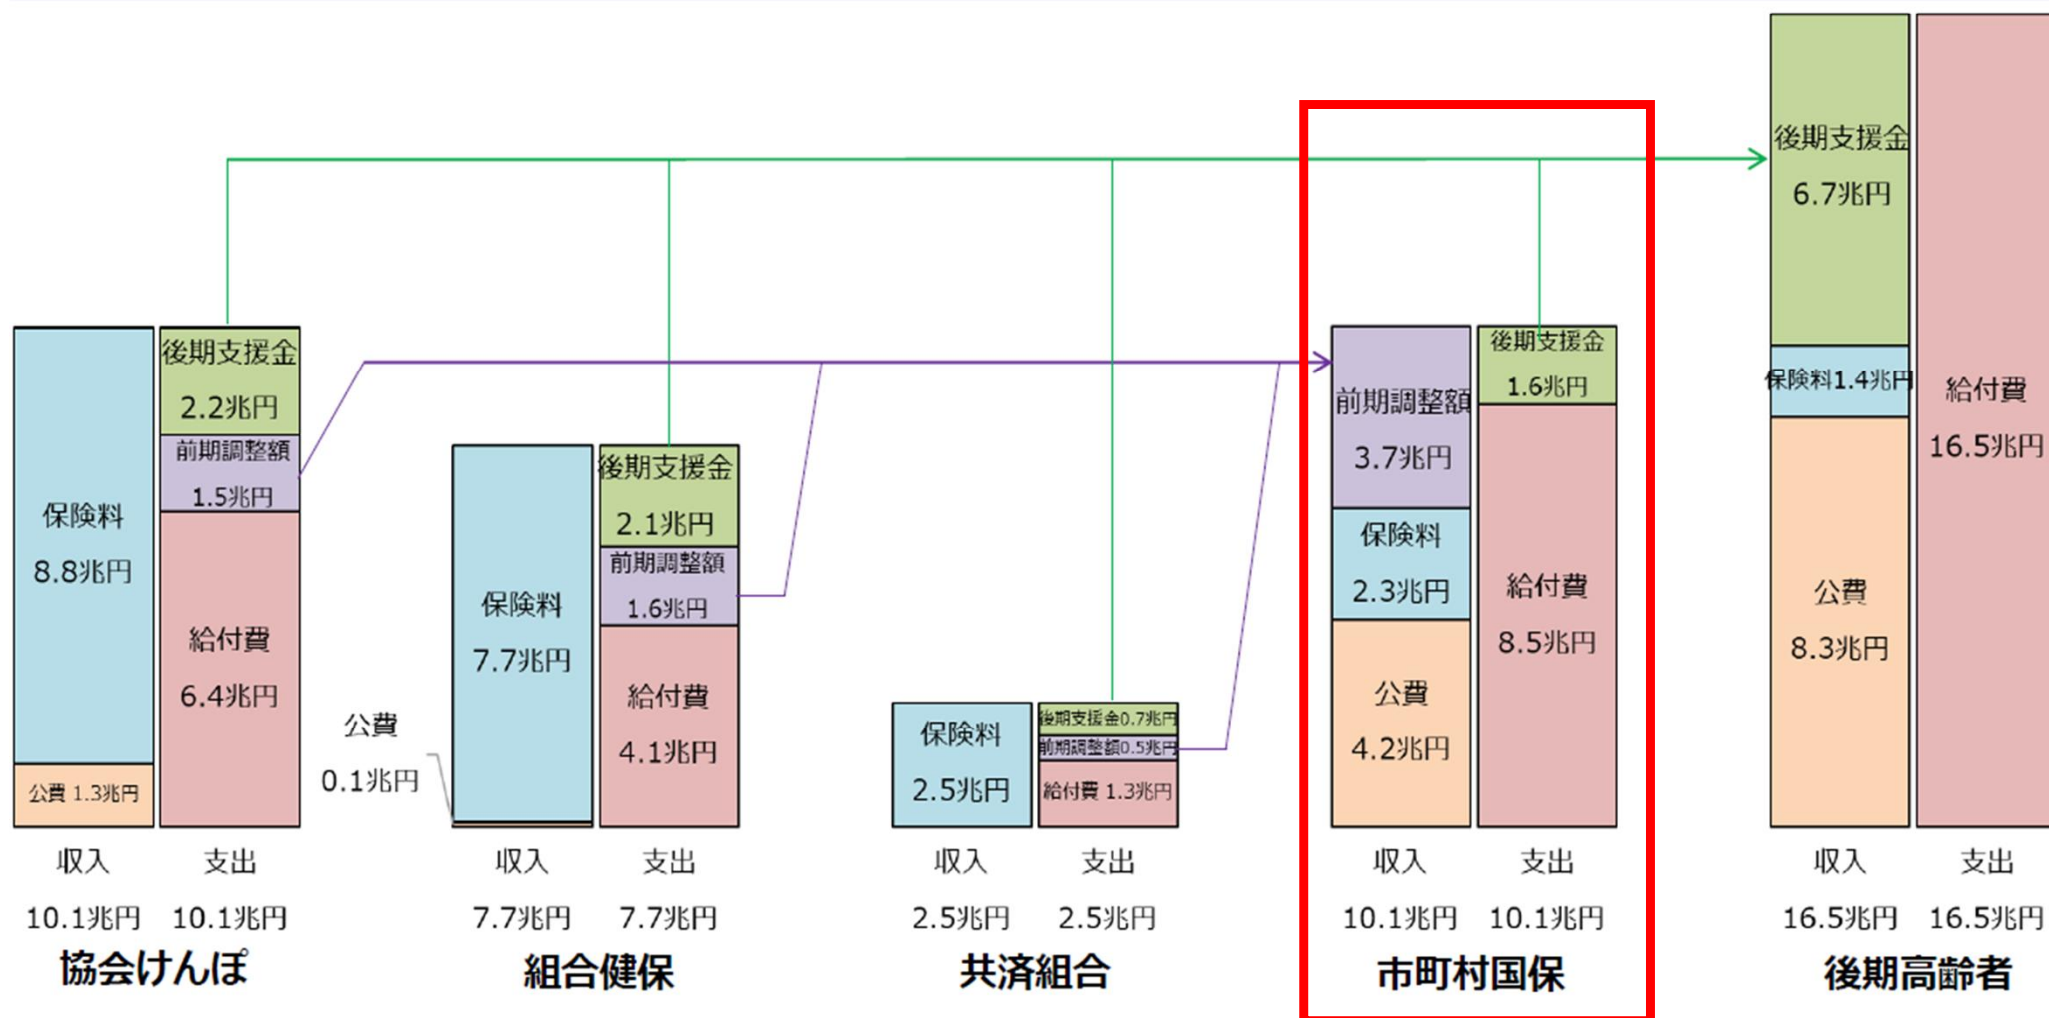 保険料
8.8兆円
公費 1.3兆円
後期支援金
2.2兆円
前期調整額
1.5兆円
給付費
6.4兆円
収入
10.1兆円
支出
10.1兆円
協会けんぽ
公費
0.1兆円
保険料
7.7兆円
後期支援金
2.1兆円
前期調整額
1.6兆円
給付費
4.1兆円
収入
7.7兆円
支出
7.7兆円
組合健保
保険料
2.5兆円
後期支援金0.7兆円
前期調整額0.5兆円
給付費 1.3兆円
収入
2.5兆円
支出
2.5兆円
共済組合
前期調整額
3.7兆円
保険料
2.3兆円
公費
4.2兆円
後期支援金
1.6兆円
給付費
8.5兆円
収入
10.1兆円
支出
10.1兆円
市町村国保
後期支援金
6.7兆円
保険料1.4兆円
公費
8.3兆円
給付費
16.5兆円
収入
16.5兆円
支出
16.5兆円
後期高齢者